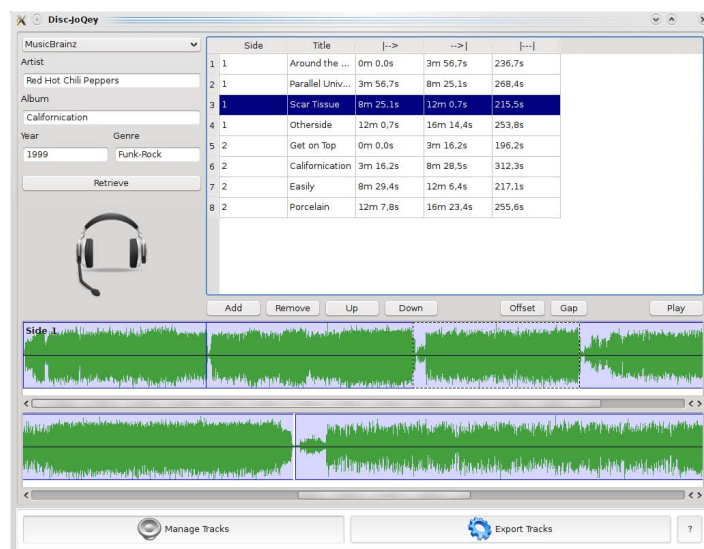 Disc-JoQey
MusicBrainz
Artist
Red Hot Chili Peppers
Album
Californication
Year Genre
1999 Funk-Rock
Retrieve
Side Title |--> -->| |---|
1 1 Around the ... 0m 0,0s 3m 56,7s 236,7s
2 1 Parallel Univ... 3m 56,7s 8m 25,1s 268,4s
3 1 Scar Tissue 8m 25,1s 12m 0,7s 215,5s
4 1 Otherside 12m 0,7s 16m 14,4s 253,8s
5 2 Get on Top 0m 0,0s 3m 16,2s 196,2s
6 2 Californication 3m 16,2s 8m 28,5s 312,3s
7 2 Easily 8m 29,4s 12m 6,4s 217,1s
8 2 Porcelain 12m 7,8s 16m 23,4s 255,6s
Add Remove Up Down Offset Gap Play
Side 1
Manage Tracks Export Tracks ?